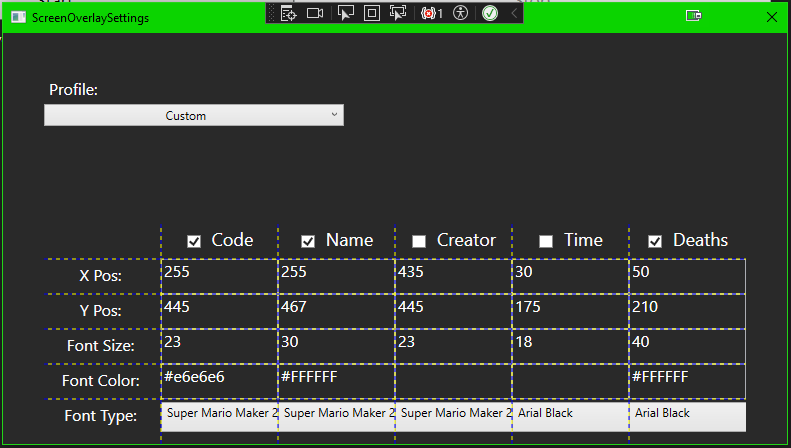 ScreenOverlaySettings
1
Profile:
Custom
Code Name Creator Time Deaths
X Pos: 255 255 435 30 50
Y Pos: 445 467 445 175 210
Font Size: 23 30 23 18 40
Font Color: #e6e6e6 #FFFFFF #FFFFFF
Font Type: Super Mario Maker 2 Super Mario Maker 2 Super Mario Maker 2 Arial Black Arial Black